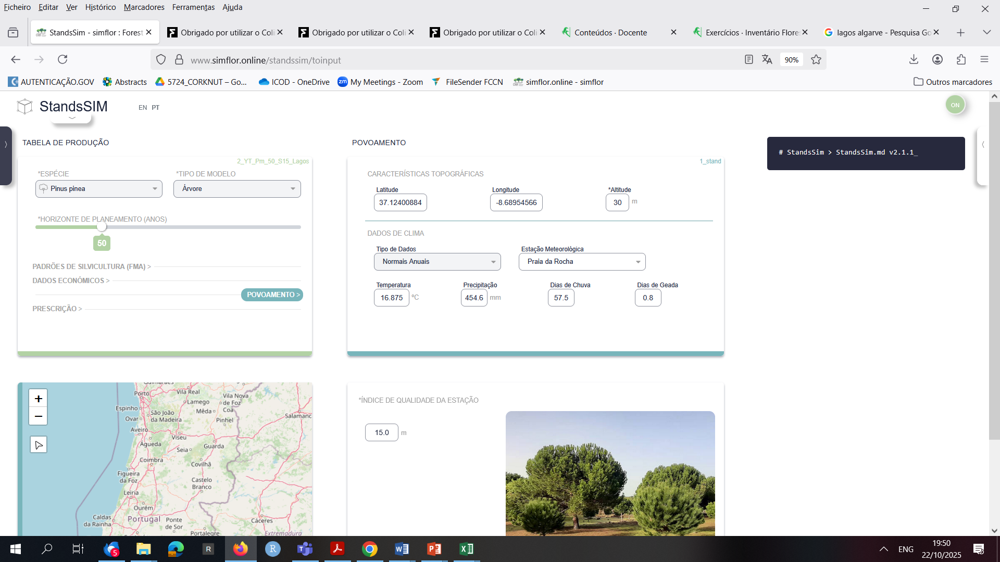 Ficheiro Editar Ver Histórico Marcadores Ferramentas Ajuda
StandsSim - simflor : Forest
Obrigado por utilizar o Coli
Obrigado por utilizar o Coli
Obrigado por utilizar o Coli
Conteúdos · Docente
Exercícios · Inventário Flores
lagos algarve - Pesquisa Go
www.simflor.online/standssim/toinput
90%
AUTENTICAÇÃO.GOV
Abstracts
5724_CORKNUT – Go...
ICOD - OneDrive
zm My Meetings - Zoom
FileSender FCCN
simflor.online - simflor
Outros marcadores
StandsSIM
EN PT
ON
TABELA DE PRODUÇÃO
2_YT_Pm_50_S15_Lagos
*ESPÉCIE *TIPO DE MODELO
Pinus pinea Árvore
*HORIZONTE DE PLANEAMENTO (ANOS)
50
PADRÕES DE SILVICULTURA (FMA) >
DADOS ECONÓMICOS >
POVOAMENTO >
PRESCRIÇÃO >
POVOAMENTO
1_stand
CARACTERÍSTICAS TOPOGRÁFICAS
Latitude Longitude *Altitude
37.12400884 -8.68954566 30 m
DADOS DE CLIMA
Tipo de Dados Estação Meteorológica
Normais Anuais Praia da Rocha
Temperatura Precipitação Dias de Chuva Dias de Geada
16.875 ºC 454.6 mm 57.5 0.8
# StandsSim > StandsSim.md v2.1.1_
+
−
Guimarães
Porto
Vila Real
Vila Nova
de Foz
Coa
Espinho
Lamego
São João
da Madeira
Mêda
Ovar
Pinhel
Salamanc
Aveiro
Viseu
Águeda
Seia
Guarda
Coimbra
Covilhã
Figueira
da Foz
Castelo
Branco
Leiria
Ourém
Caldas
da Rainha
Portugal
Ponte
de Sor
Cáceres
Portalegre
Extremadura
*ÍNDICE DE QUALIDADE DA ESTAÇÃO
15.0 m
5
R
R
ENG
19:50
22/10/2025